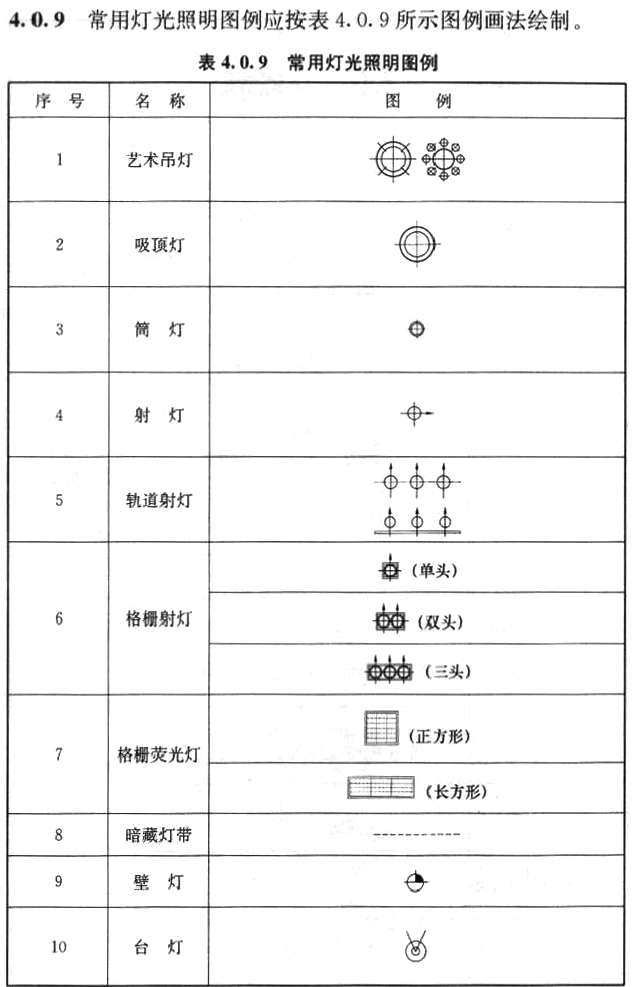 4.0.9 常用灯光照明图例应按表 4.0.9 所示图例画法绘制。
表 4.0.9 常用灯光照明图例
序 号 名 称 图 例
1 艺术吊灯
2 吸顶灯
3 筒 灯
4 射 灯
5 轨道射灯
6 格栅射灯 (单头)
(双头)
(三头)
7 格栅荧光灯 (正方形)
(长方形)
8 暗藏灯带
9 壁 灯
10 台 灯